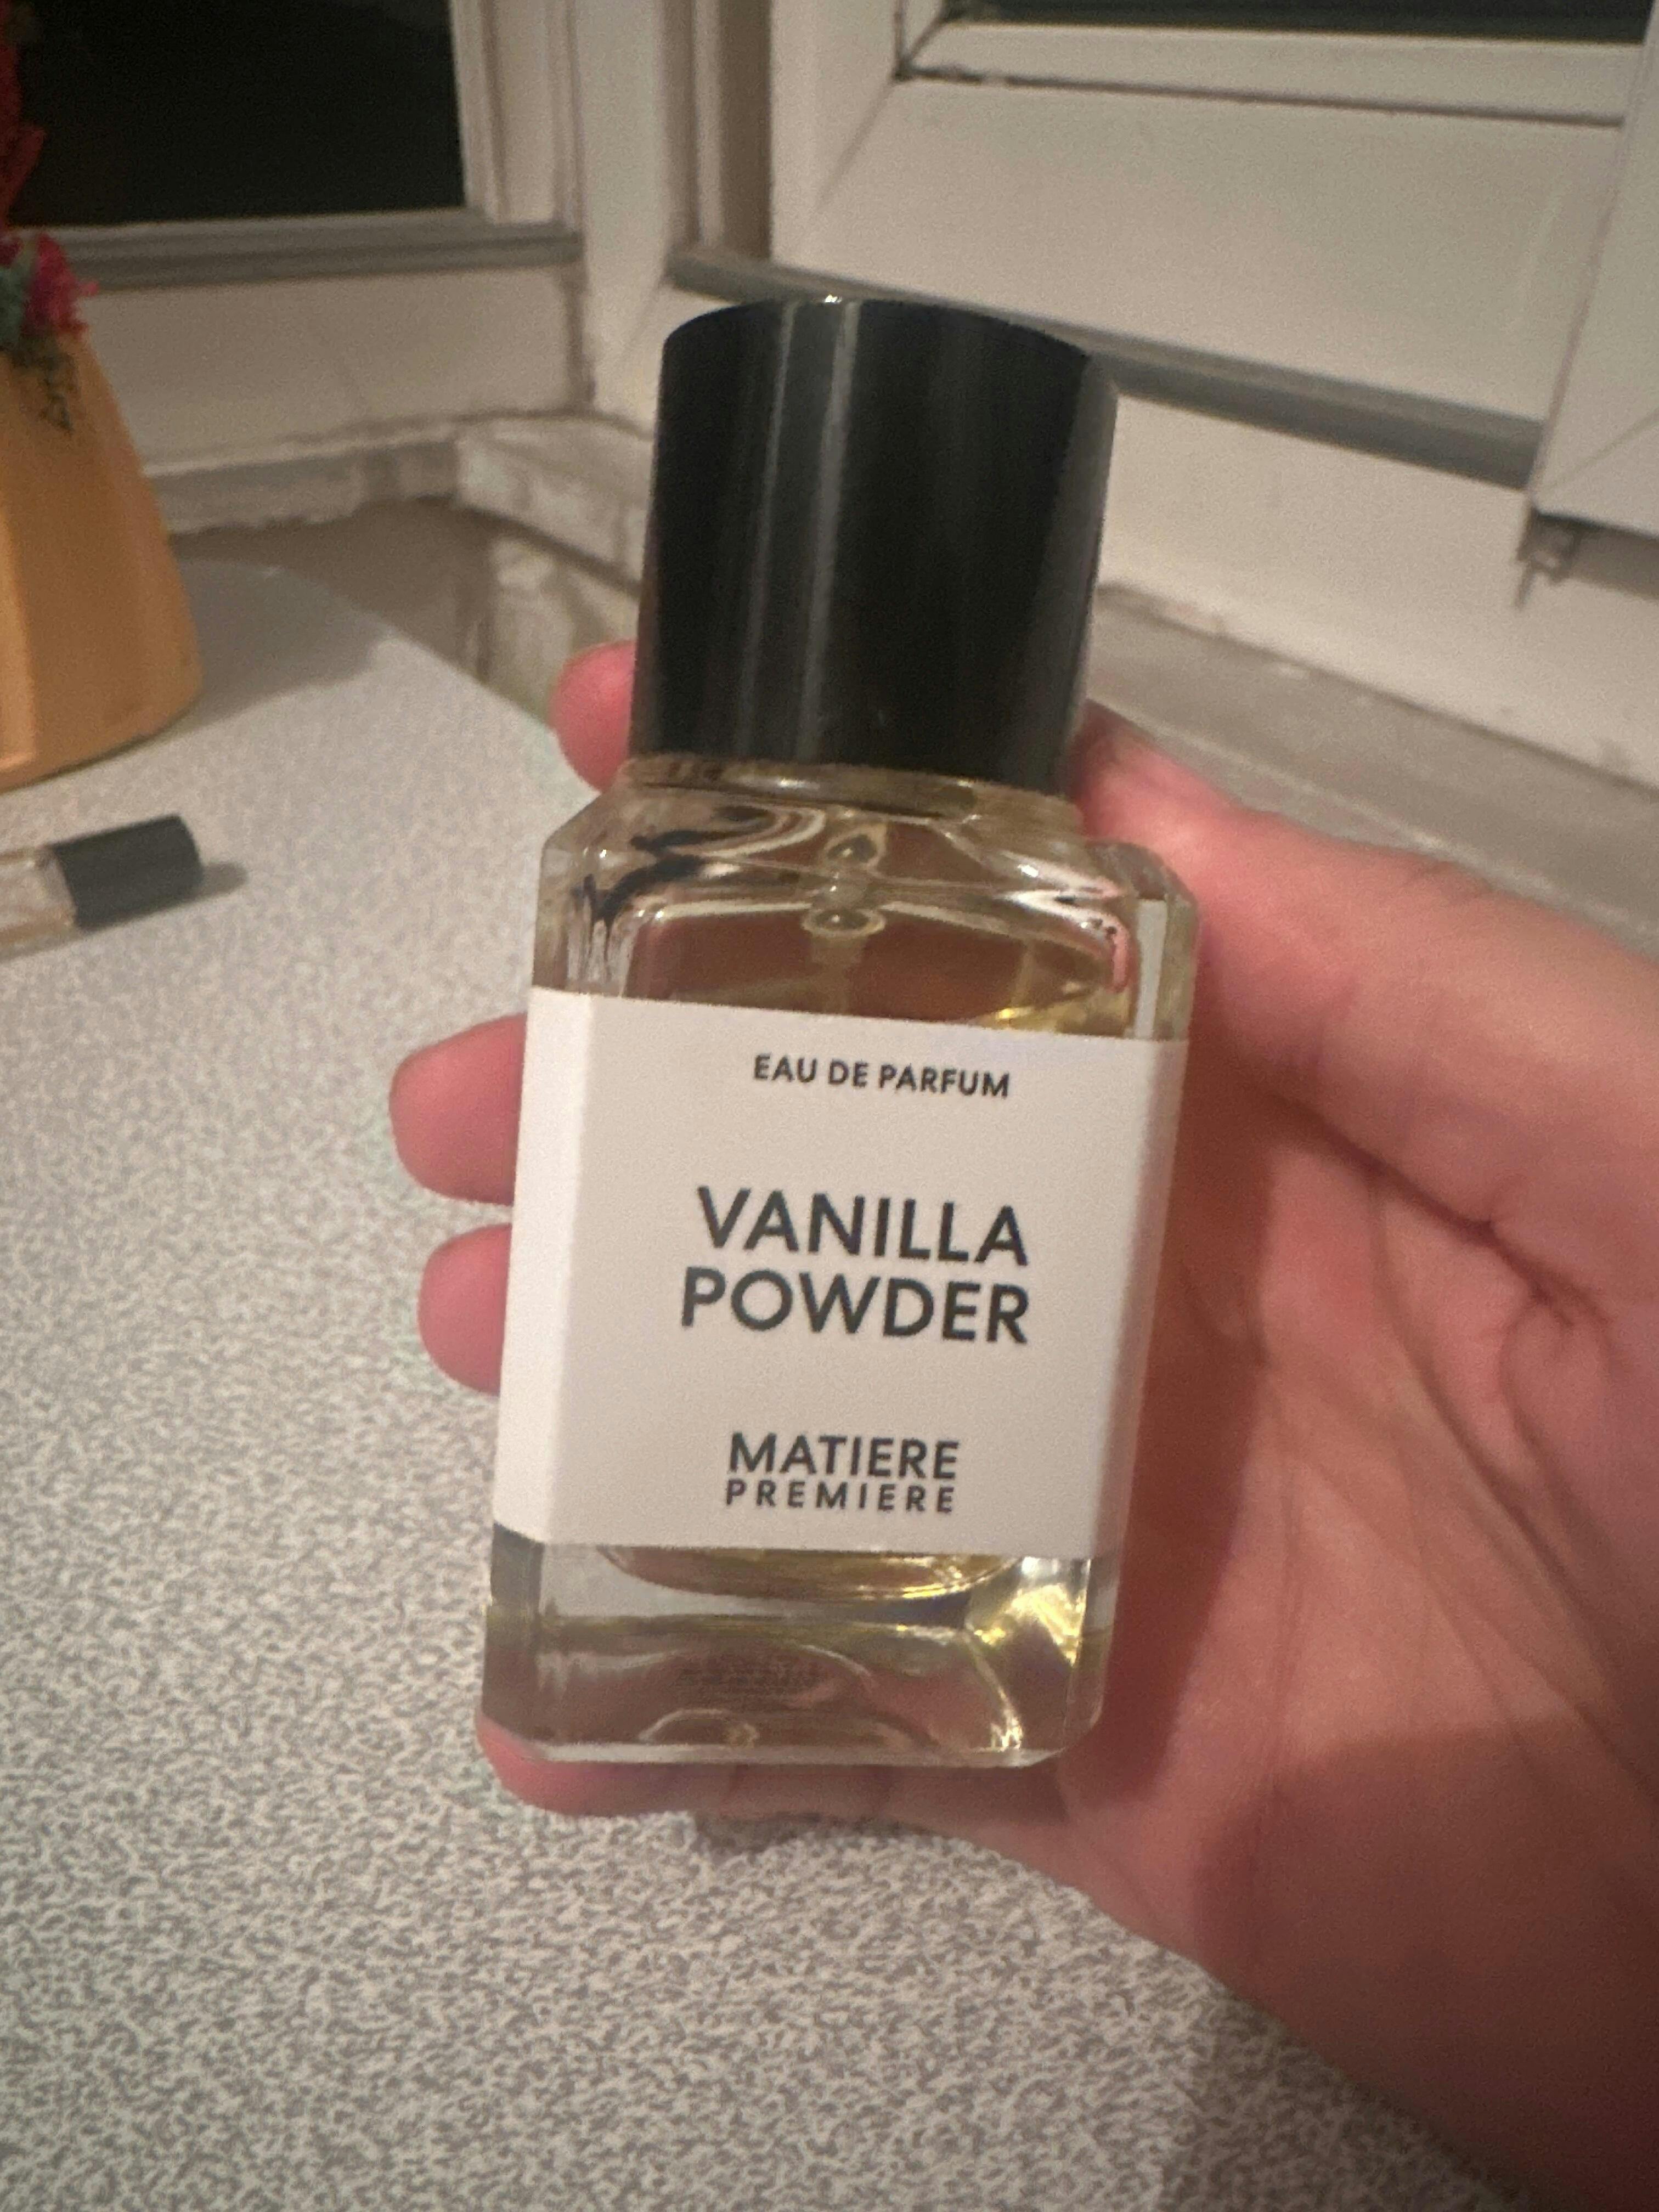 EAU DE PARFUM
VANILLA
POWDER
MATIERE
PREMIERE